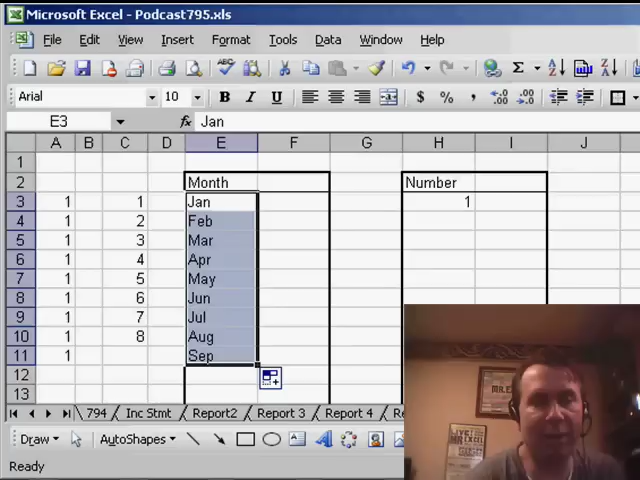 Microsoft Excel - Podcast795.xls
File Edit View Insert Format Tools Data Window Help
Arial 10 B I U $ % ,
E3 fx Jan
A B C D E F G H I J
1
2 Month Number
3 1 1 Jan 1
4 1 2 Feb
5 1 3 Mar
6 1 4 Apr
7 1 5 May
8 1 6 Jun
9 1 7 Jul
10 1 8 Aug
11 1 Sep
12
13
794 Inc Stmt Report2 Report 3 Report 4
Draw AutoShapes
Ready